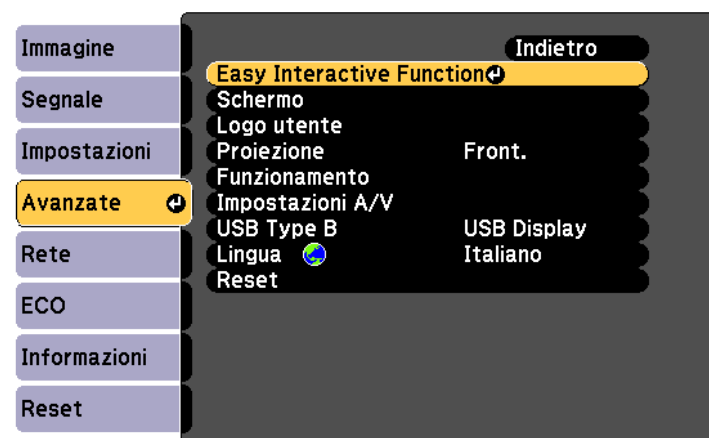 Immagine
Segnale
Impostazioni
Avanzate
Rete
ECO
Informazioni
Reset
Indietro
Easy Interactive Function
Schermo
Logo utente
Proiezione Front.
Funzionamento
Impostazioni A/V
USB Type B USB Display
Lingua Italiano
Reset